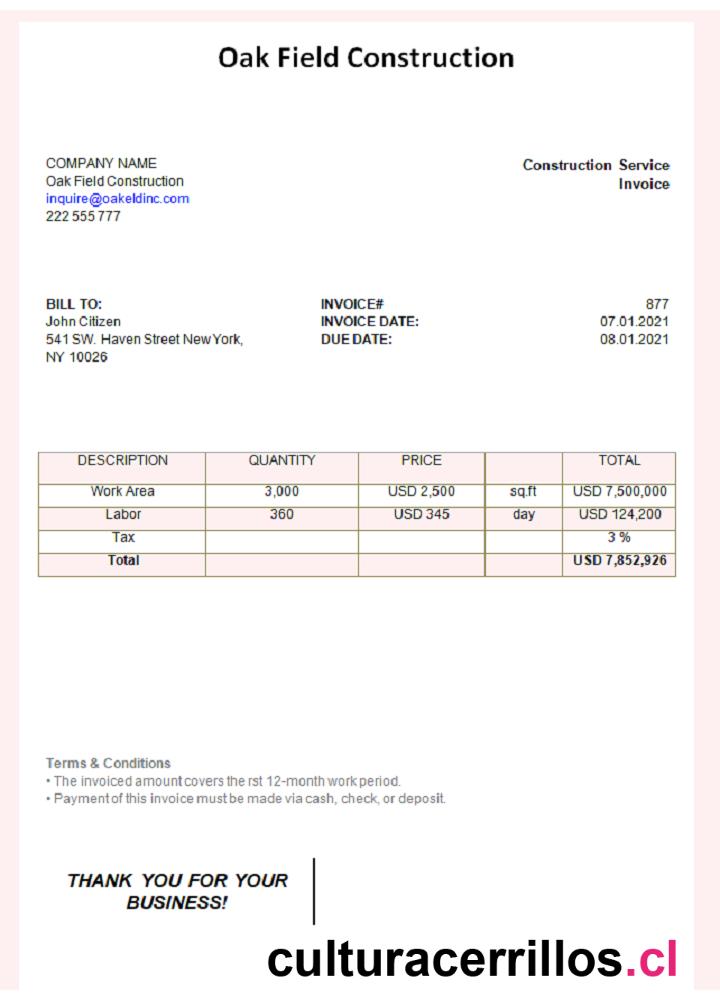 Oak Field Construction
COMPANY NAME
Oak Field Construction
inquire@oakeldinc.com
222 555 777
Construction Service
Invoice
BILL TO:
John Citizen
541 SW. Haven Street New York,
NY 10026
INVOICE# 877
INVOICE DATE: 07.01.2021
DUE DATE: 08.01.2021
DESCRIPTION QUANTITY PRICE TOTAL
Work Area 3,000 USD 2,500 sq.ft USD 7,500,000
Labor 360 USD 345 day USD 124,200
Tax 3 %
Total USD 7,852,926
Terms & Conditions
• The invoiced amount covers the rst 12-month work period.
• Payment of this invoice must be made via cash, check, or deposit.
THANK YOU FOR YOUR
BUSINESS!
culturacerrillos.cl